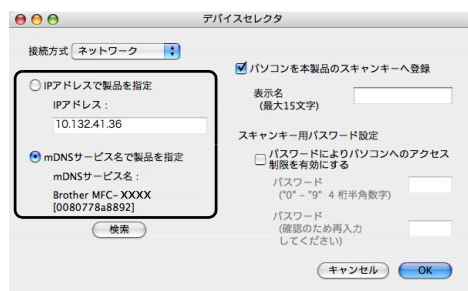 デバイスセレクタ
接続方式 ネットワーク
IPアドレスで製品を指定
IPアドレス：
10.132.41.36
mDNSサービス名で製品を指定
mDNSサービス名：
Brother MFC-XXXX
[0080778a8892]
検索
パソコンを本製品のスキャンキーへ登録
表示名
(最大15文字)
スキャンキー用パスワード設定
パスワードによりパソコンへのアクセス
制限を有効にする
パスワード
("0" – "9" 4 桁半角数字)
パスワード
(確認のため再入力
してください)
キャンセル
OK